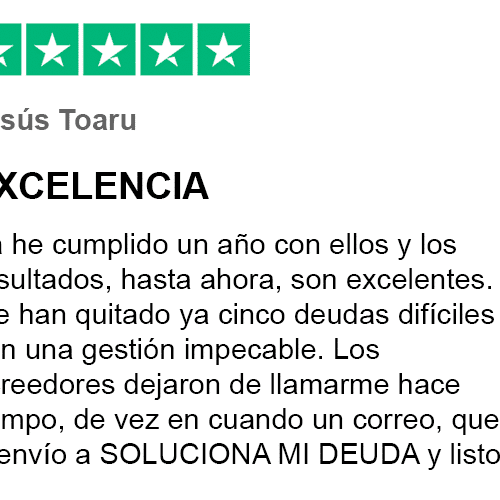 sús Toaru
XCELENCIA
a he cumplido un año con ellos y los
sultados, hasta ahora, son excelentes.
e han quitado ya cinco deudas difíciles
n una gestión impecable. Los
reedores dejaron de llamarme hace
empo, de vez en cuando un correo, que
envío a SOLUCIONA MI DEUDA y listo